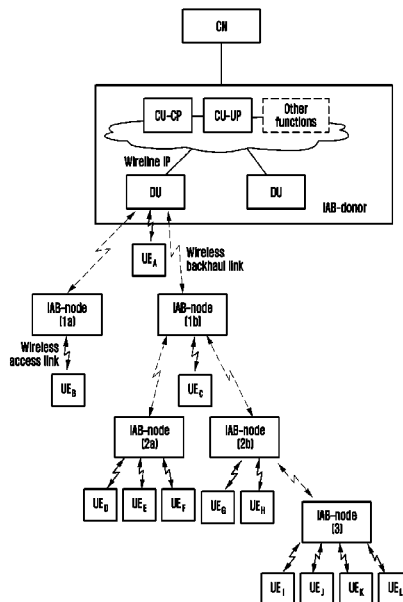 CN
CU-CP
CU-UP
Other
functions
Wireline IP
DU
DU
IAB-donor
UEA
Wireless
backhaul link
IAB-node
(1a)
IAB-node
(1b)
Wireless
access link
UEB
UEC
IAB-node
(2a)
IAB-node
(2b)
UED
UEE
UEF
UEG
UEH
IAB-node
(3)
UEI
UEJ
UEK
UEL